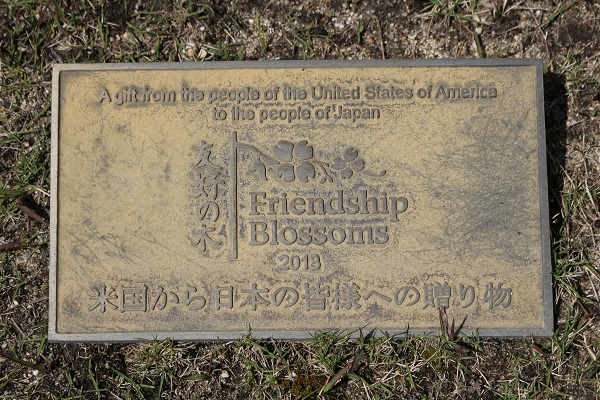 A gift from the people of the United States of America
to the people of Japan
友好の木
Friendship
Blossoms
2013
米国から日本の皆様への贈り物